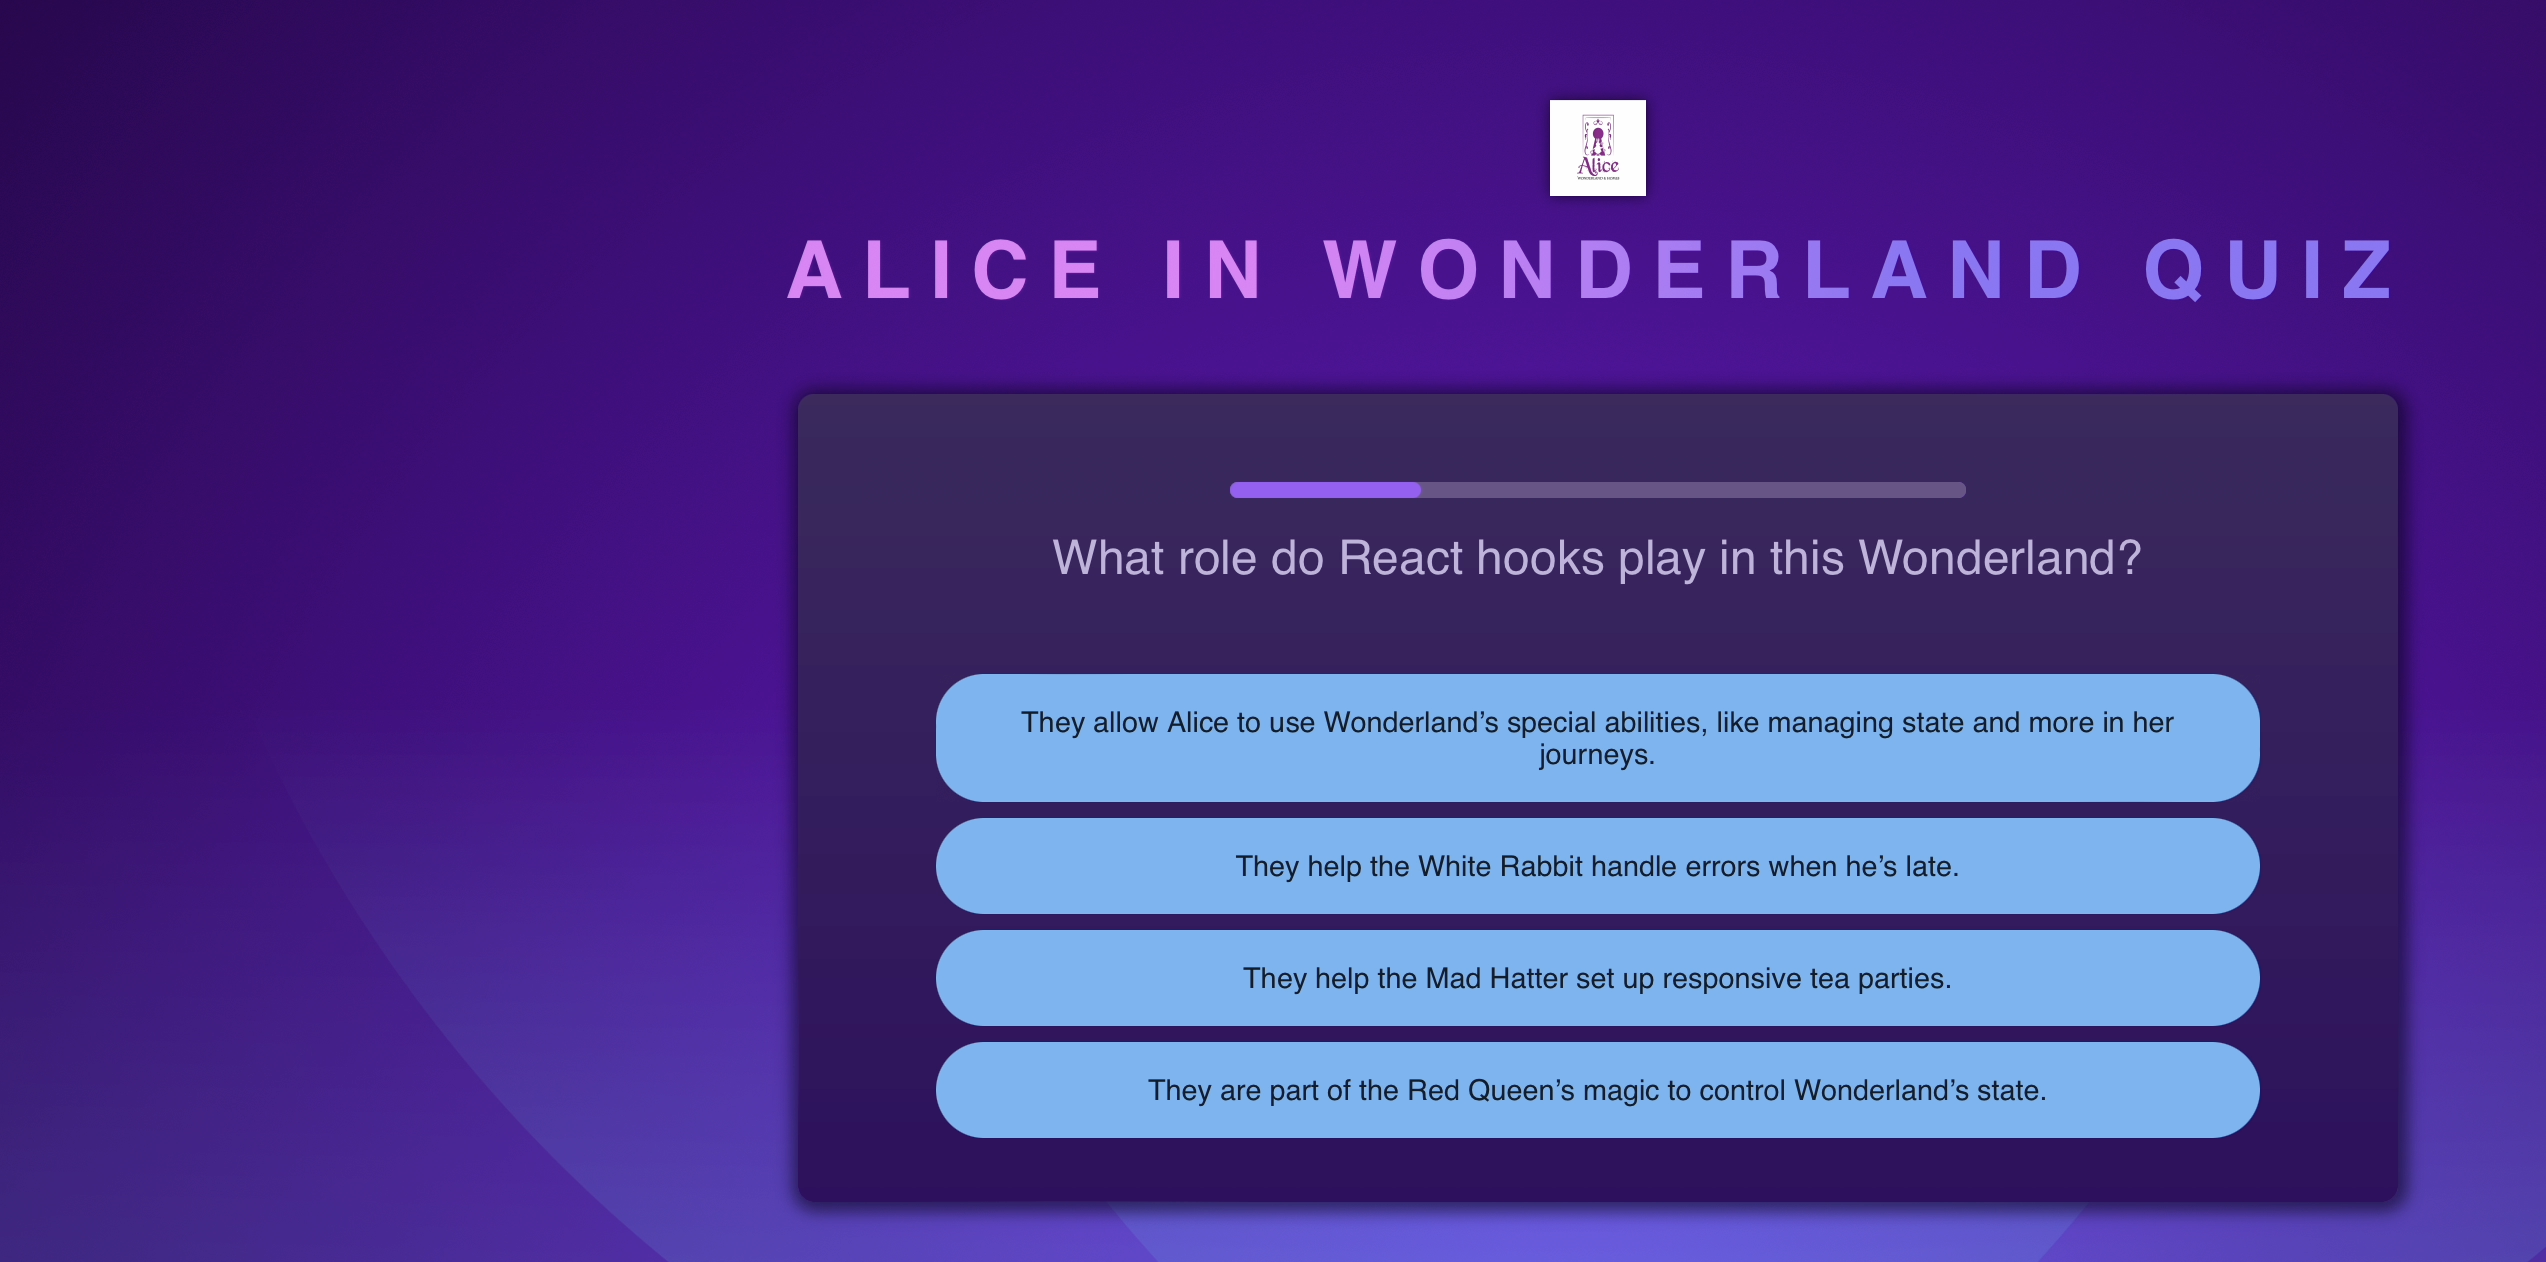 Alice
ALICE IN WONDERLAND QUIZ
What role do React hooks play in this Wonderland?
They allow Alice to use Wonderland’s special abilities, like managing state and more in her
journeys.
They help the White Rabbit handle errors when he’s late.
They help the Mad Hatter set up responsive tea parties.
They are part of the Red Queen’s magic to control Wonderland’s state.